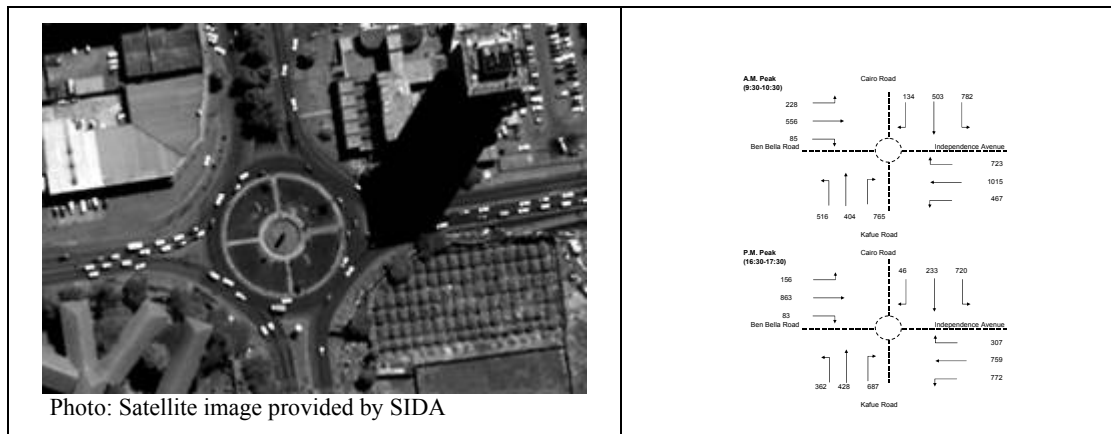 Photo: Satellite image provided by SIDA
A.M. Peak
(9:30-10:30)
Cairo Road
134 503 782
228
556
85
Ben Bella Road
Independence Avenue
723
1015
467
516 404 765
Kafue Road
P.M. Peak
(16:30-17:30)
Cairo Road
46 233 720
156
863
83
Ben Bella Road
Independence Avenue
307
759
772
362 428 687
Kafue Road